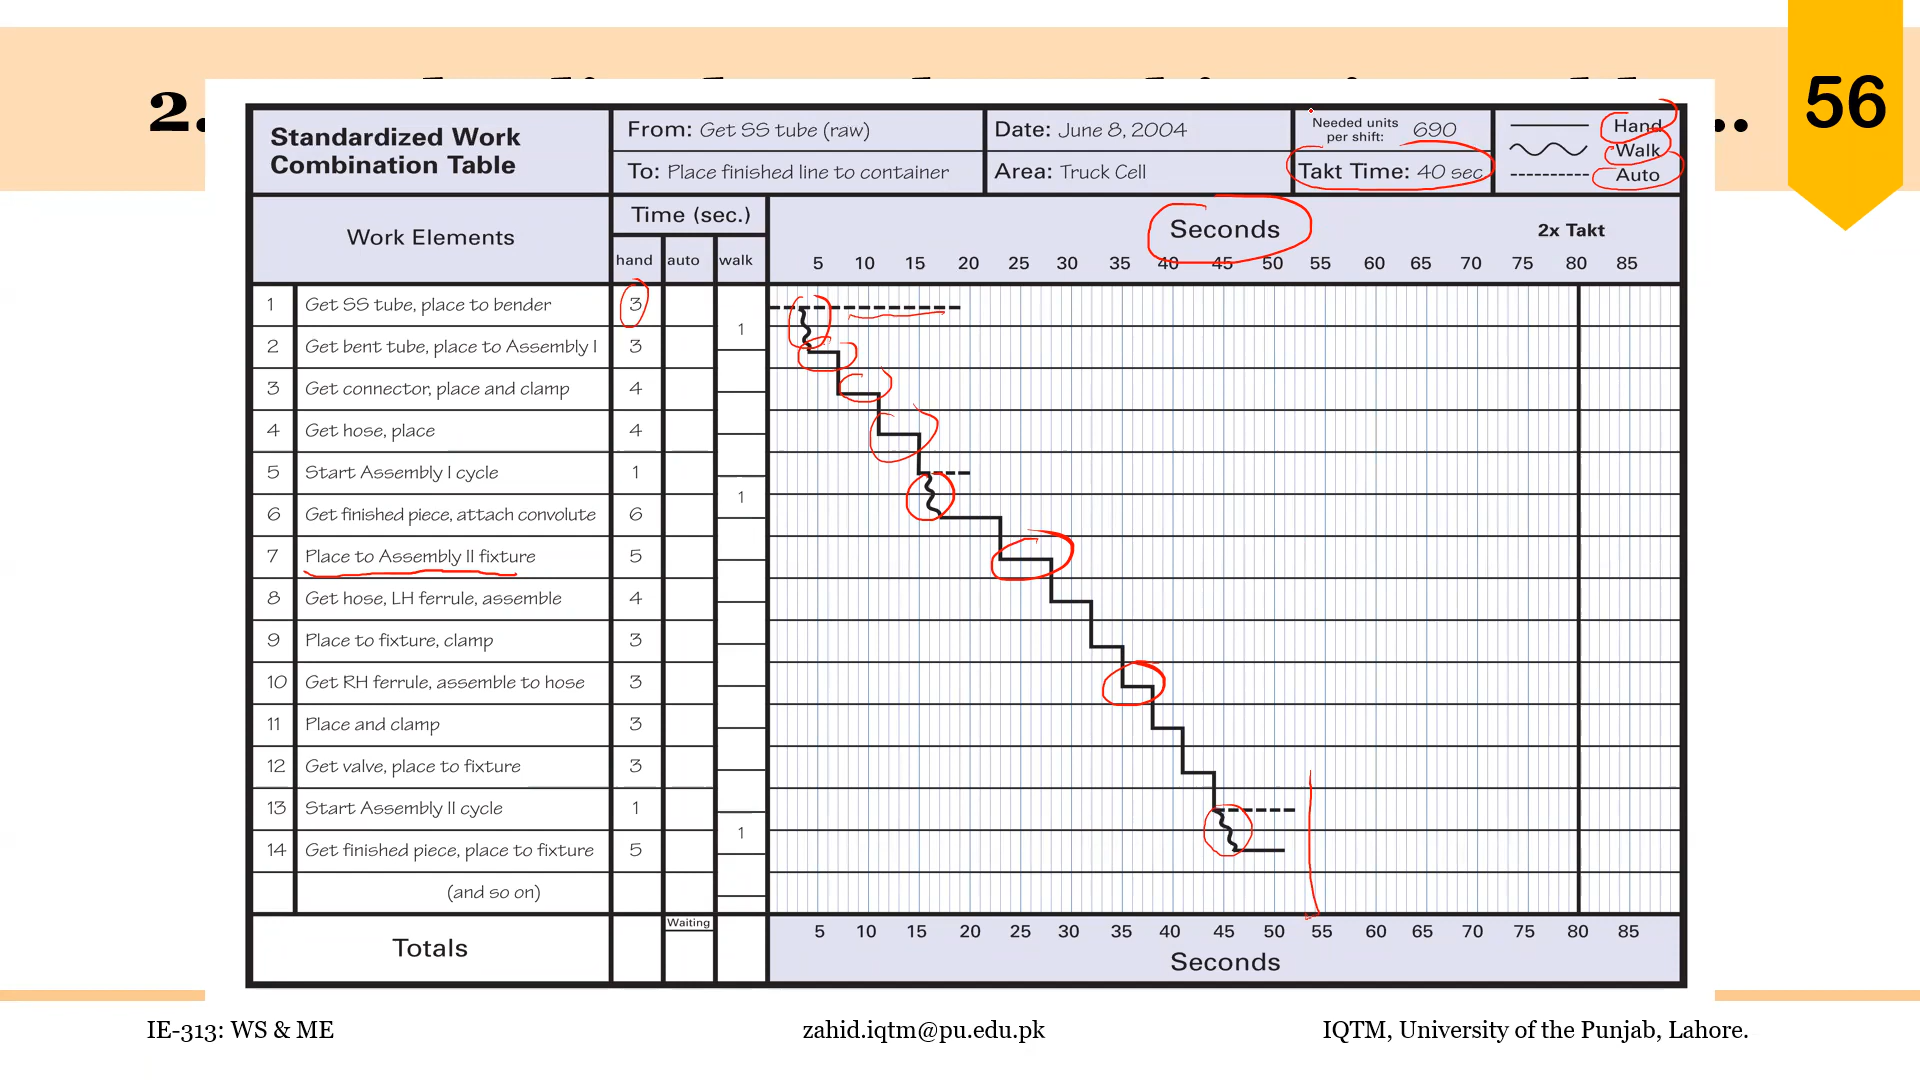 2.
..
56
Standardized Work
Combination Table
From: Get SS tube (raw)
To: Place finished line to container
Date: June 8, 2004
Area: Truck Cell
Needed units
per shift: 690
Takt Time: 40 sec
Hand
Walk
Auto
Work Elements
Time (sec.)
hand auto walk
Seconds
2x Takt
5 10 15 20 25 30 35 40 45 50 55 60 65 70 75 80 85
1 Get SS tube, place to bender 3
1
2 Get bent tube, place to Assembly I 3
3 Get connector, place and clamp 4
4 Get hose, place 4
5 Start Assembly I cycle 1
1
6 Get finished piece, attach convolute 6
7 Place to Assembly II fixture 5
8 Get hose, LH ferrule, assemble 4
9 Place to fixture, clamp 3
10 Get RH ferrule, assemble to hose 3
11 Place and clamp 3
12 Get valve, place to fixture 3
13 Start Assembly II cycle 1
1
14 Get finished piece, place to fixture 5
(and so on)
Totals
Waiting
5 10 15 20 25 30 35 40 45 50 55 60 65 70 75 80 85
Seconds
IE-313: WS & ME
zahid.iqtm@pu.edu.pk
IQTM, University of the Punjab, Lahore.